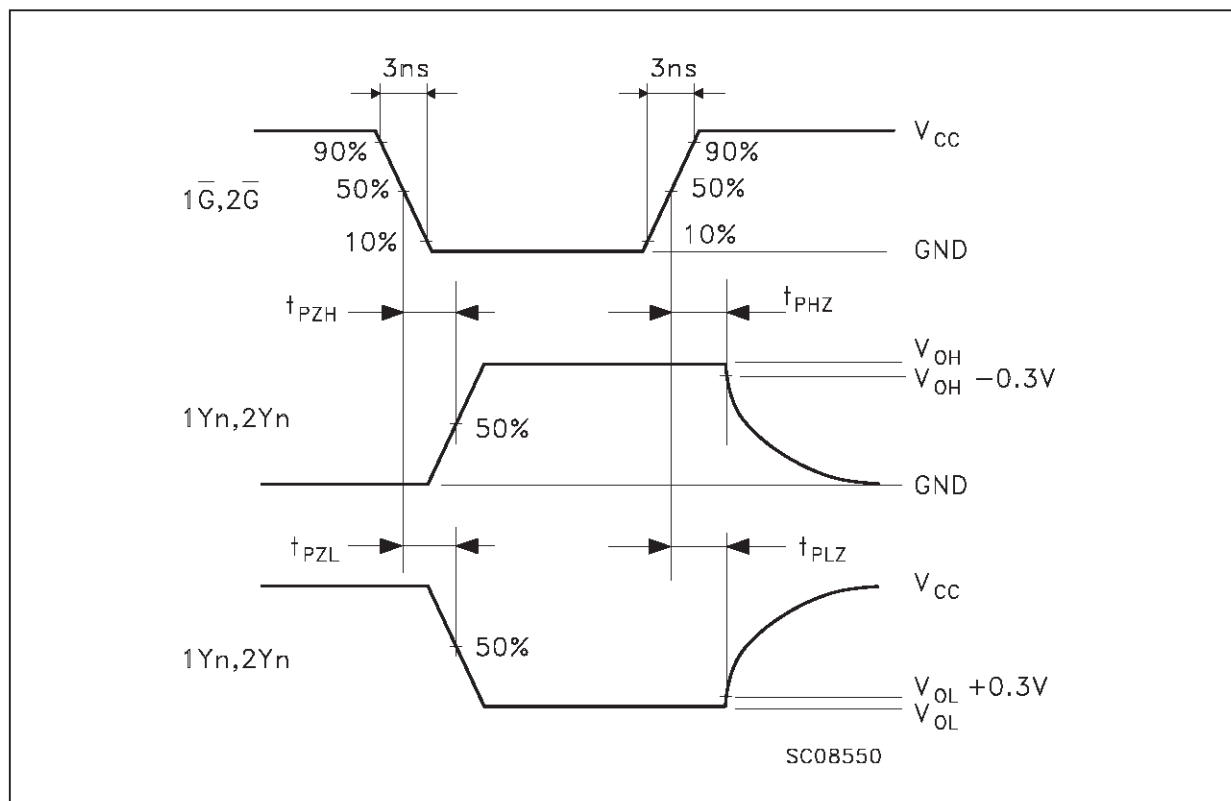 3ns 3ns
V_CC
90% 90%
1G̅,2G̅ 50% 50%
10% 10%
GND
t_PZH t_PHZ
V_OH
V_OH −0.3V
1Yn,2Yn 50%
GND
t_PZL t_PLZ
V_CC
1Yn,2Yn 50%
V_OL +0.3V
V_OL
SC08550